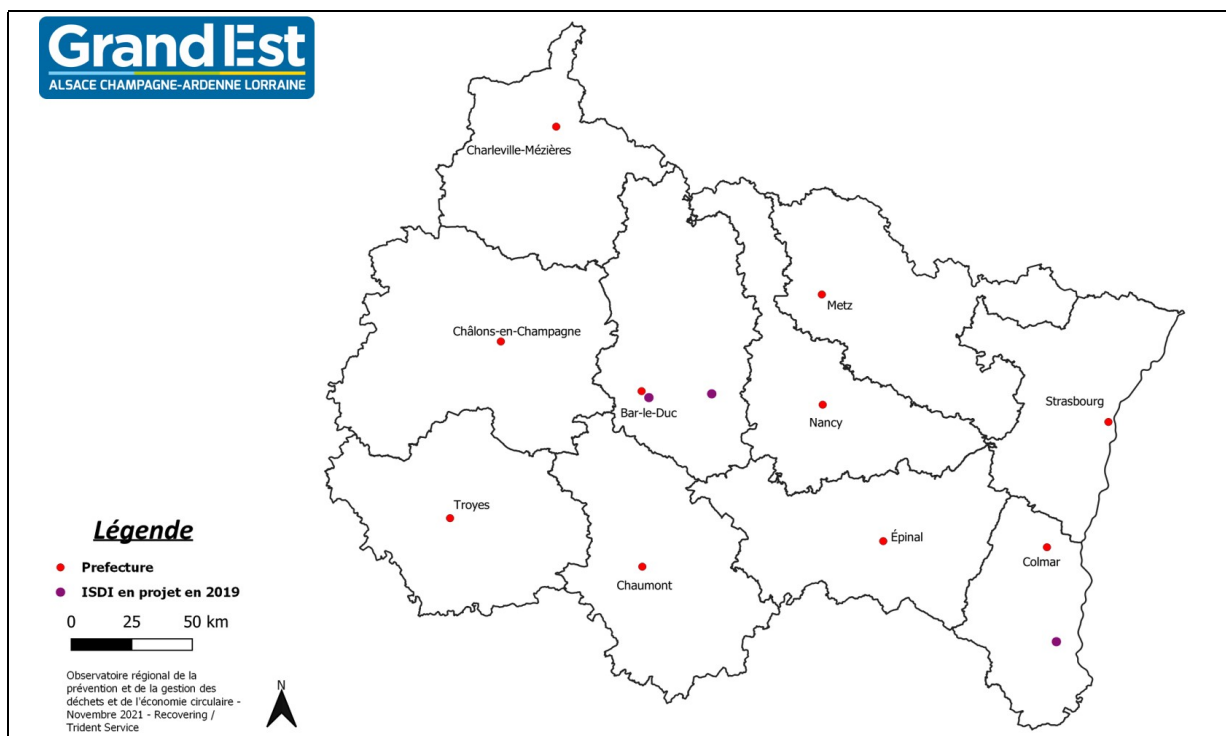 Grand Est
ALSACE CHAMPAGNE-ARDENNE LORRAINE
Charleville-Mézières
Metz
Châlons-en-Champagne
Bar-le-Duc
Nancy
Strasbourg
Troyes
Épinal
Colmar
Chaumont
Légende
Prefecture
ISDI en projet en 2019
0 25 50 km
Observatoire régional de la
prévention et de la gestion des
déchets et de l'économie circulaire -
Novembre 2021 - Recovering /
Trident Service
N